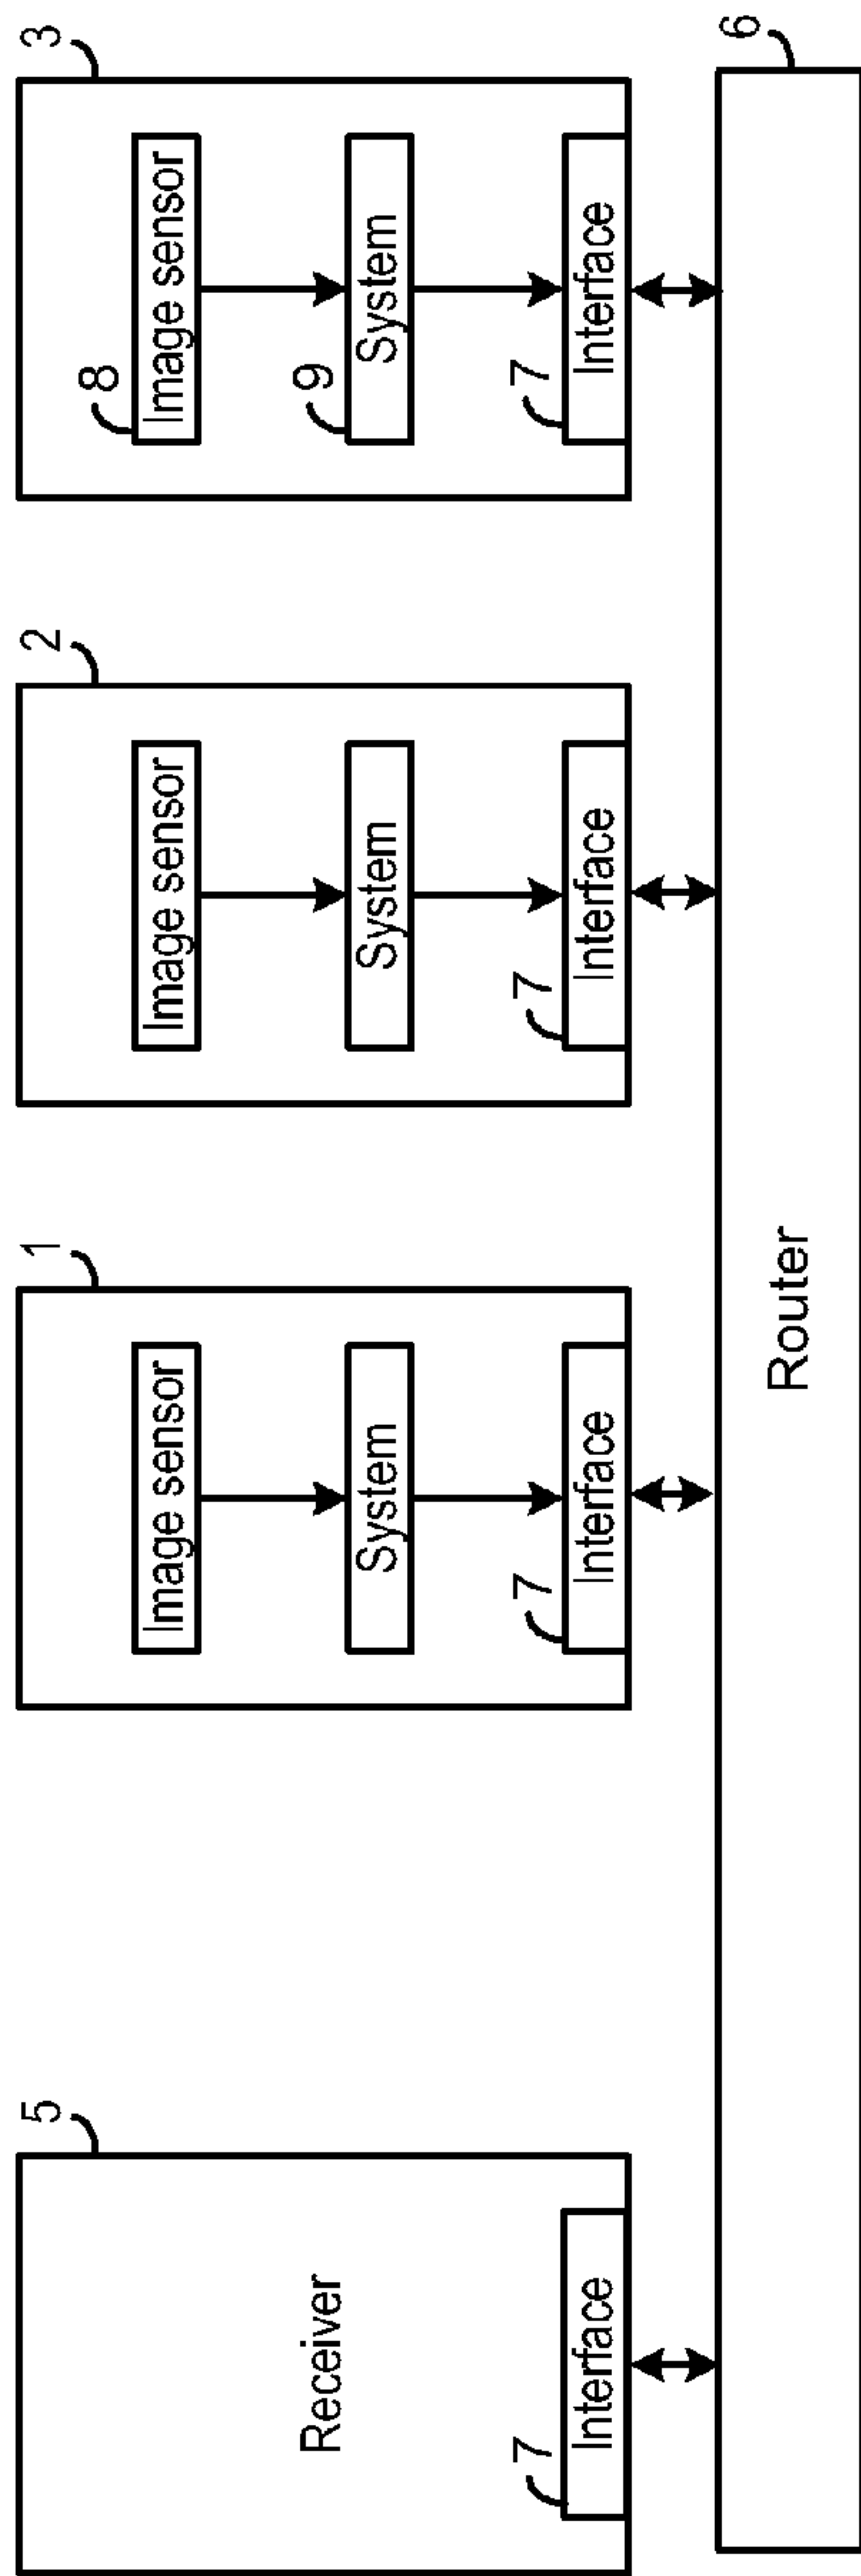 5
1
2
3
Receiver
7
Interface
Image sensor
System
7
Interface
Image sensor
System
7
Interface
8
Image sensor
9
System
7
Interface
Router
6